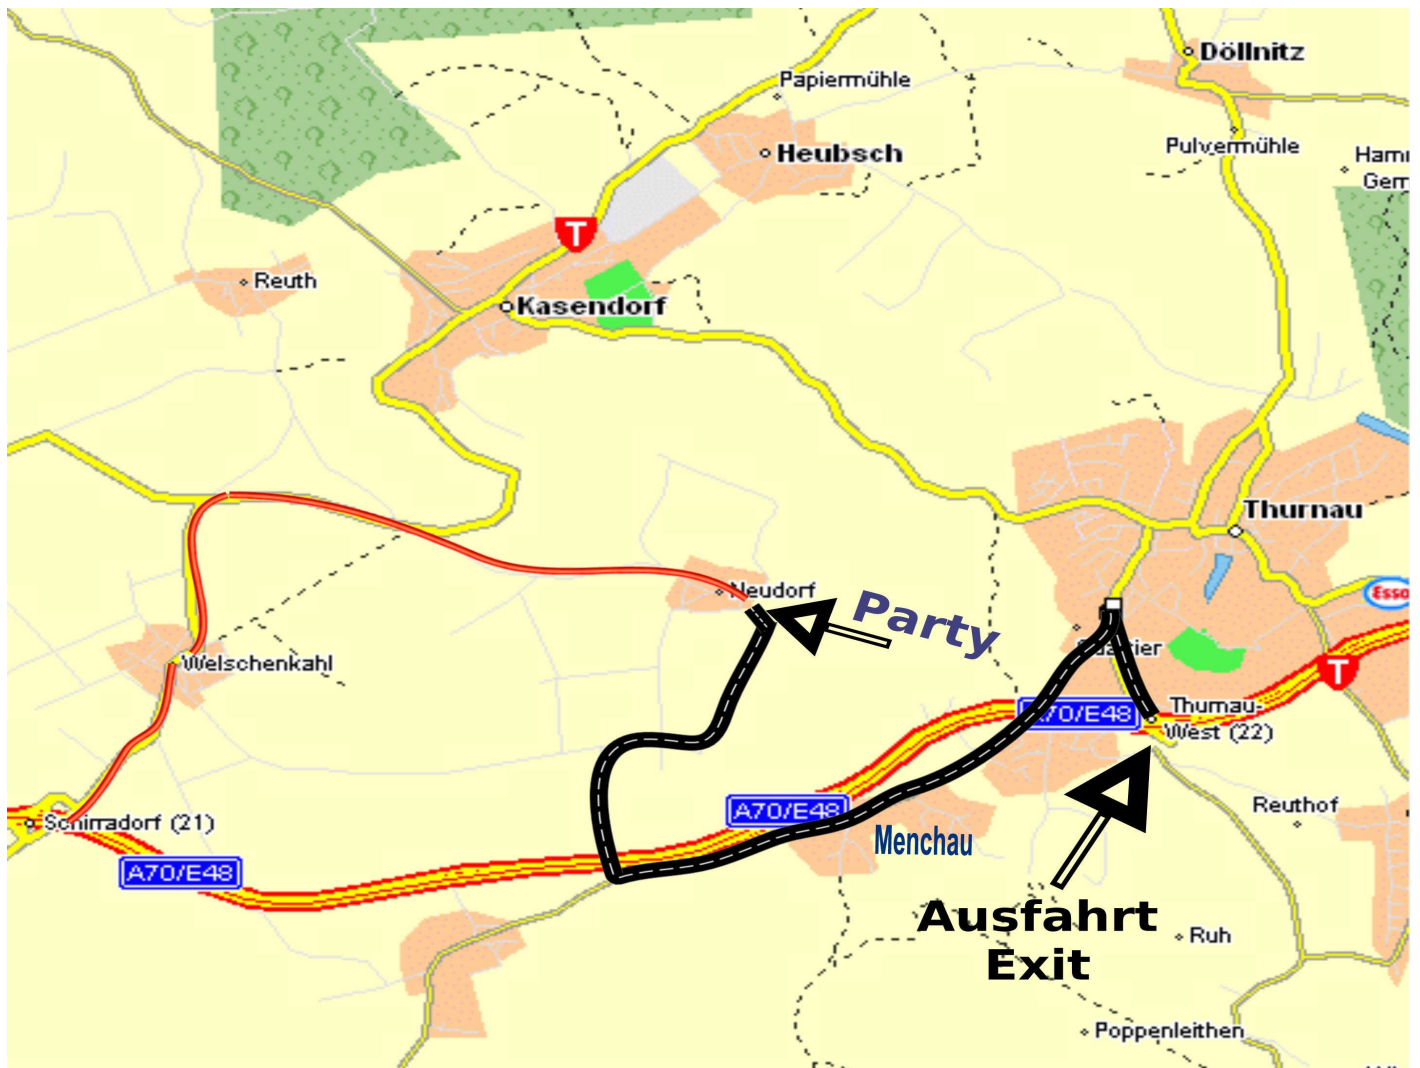 Döllnitz
Papiermühle
Heubsch
Pulvermühle
T
Reuth
Kasendorf
Thurnau
Neudorf
Esso
Party
Welschenkahl
T
A70/E48
Thurnau-
West (22)
A70/E48
Schirradorf (21)
Reuthof
Menchau
A70/E48
Ausfahrt
Exit
Ruh
Poppenleithen